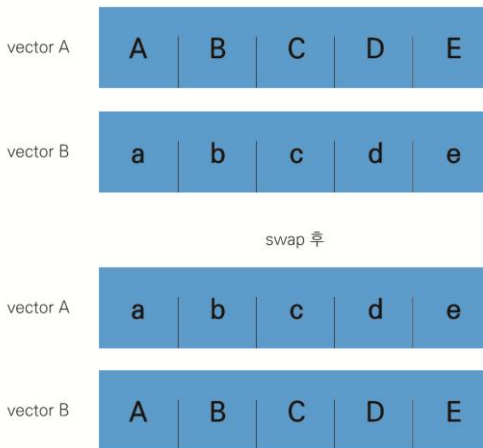 vector A A B C D E
vector B a b c d e
swap 후
vector A a b c d e
vector B A B C D E